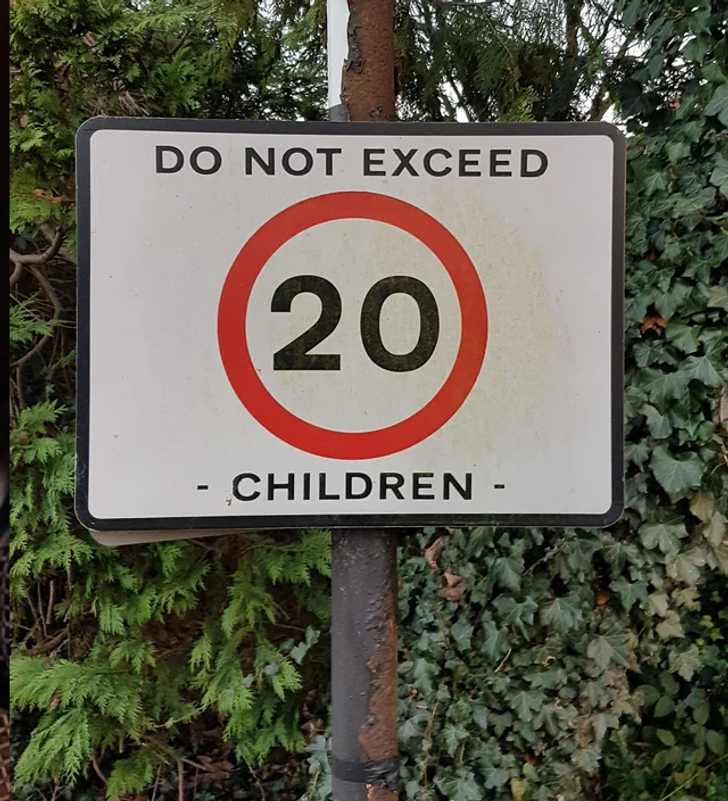 DO NOT EXCEED
20
- CHILDREN -